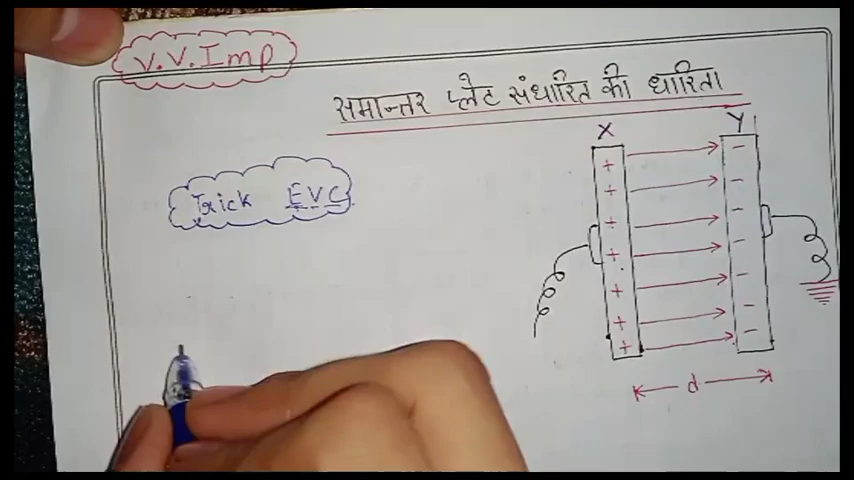 V.V.Imp
समान्तर प्लेट संधारित की धारिता
X Y
Trick EVC
+ -
+ -
+ -
+ -
+ -
+ -
+ -
d